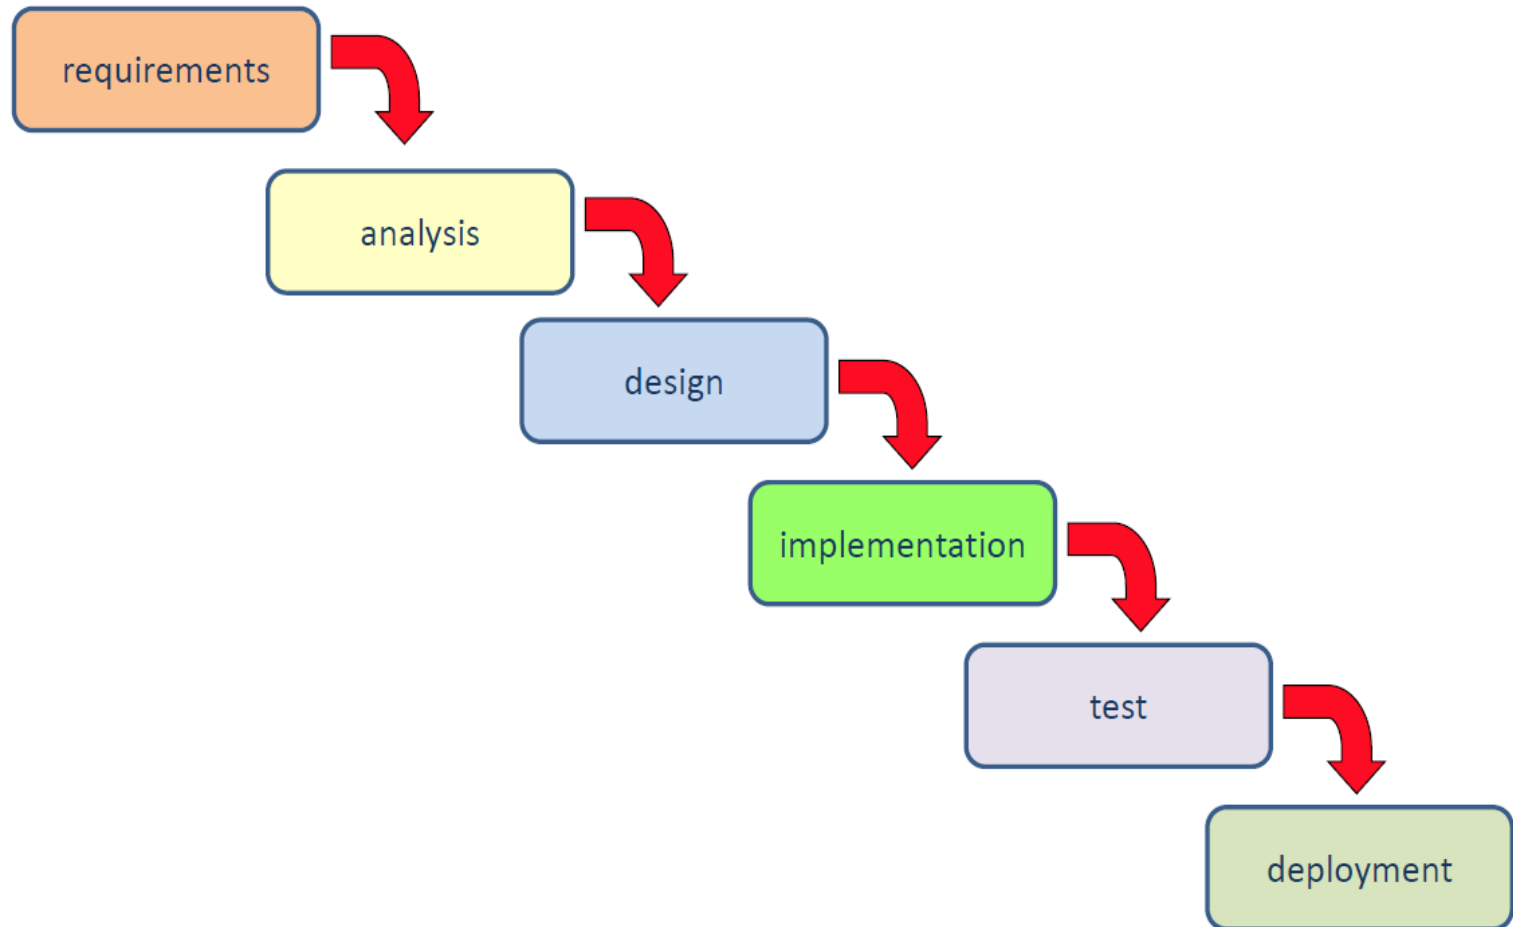 requirements
analysis
design
implementation
test
deployment